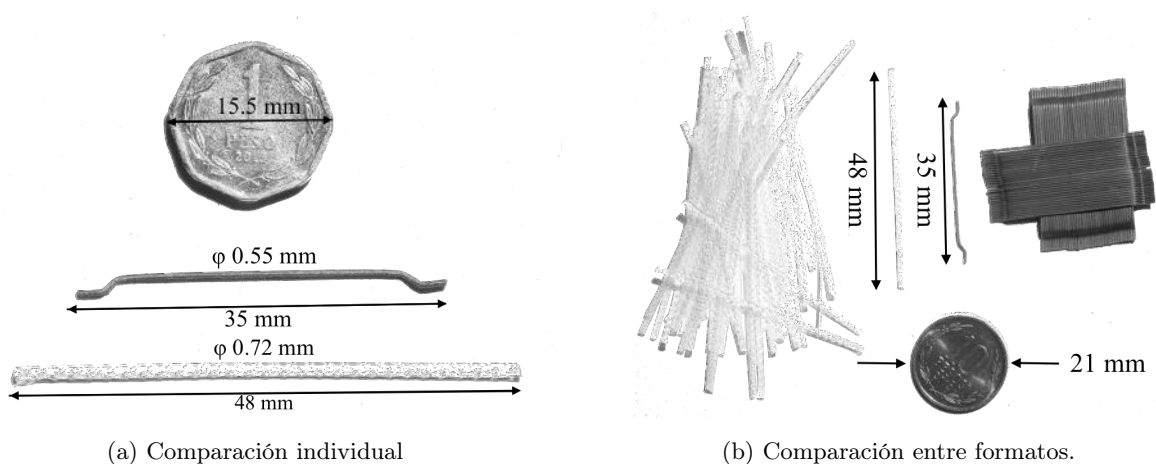 1
15.5 mm
PESO
φ 0.55 mm
35 mm
φ 0.72 mm
48 mm
(a) Comparación individual
48 mm
35 mm
21 mm
(b) Comparación entre formatos.